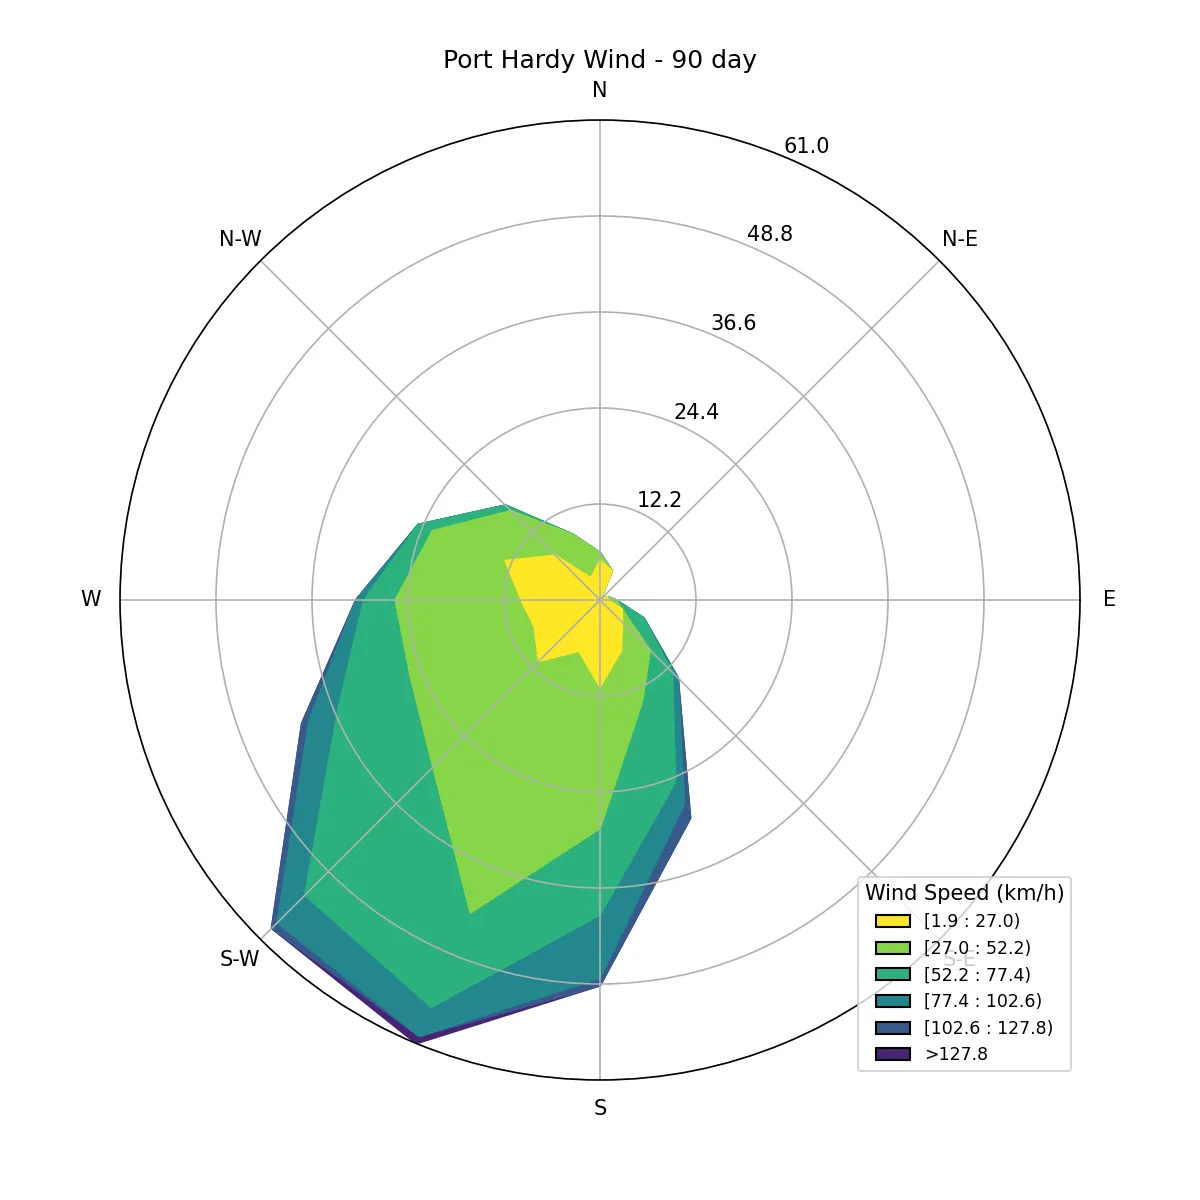 Port Hardy Wind - 90 day
N
61.0
N-W
N-E
48.8
36.6
24.4
12.2
W
E
S-W
S-E
S
Wind Speed (km/h)
[1.9 : 27.0)
[27.0 : 52.2)
[52.2 : 77.4)
[77.4 : 102.6)
[102.6 : 127.8)
>127.8